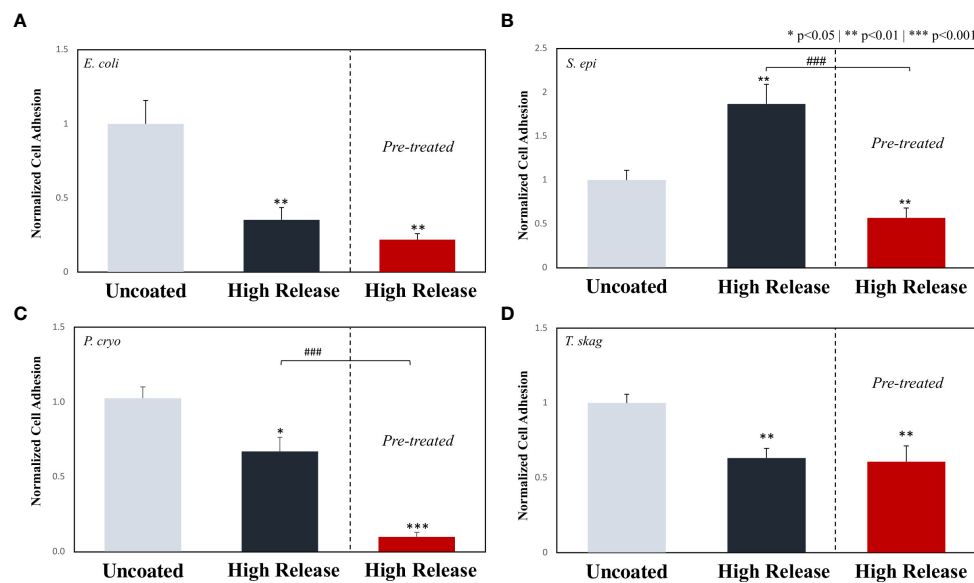 A
Normalized Cell Adhesion
1.5
1
0.5
0
E. coli
**
**
Pre-treated
Uncoated
High Release
High Release
B
* p<0.05 | ** p<0.01 | *** p<0.001
Normalized Cell Adhesion
2.5
2
1.5
1
0.5
0
S. epi
**
###
**
Pre-treated
Uncoated
High Release
High Release
C
Normalized Cell Adhesion
1.5
1.0
0.5
0.0
P. cryo
###
*
***
Pre-treated
Uncoated
High Release
High Release
D
Normalized Cell Adhesion
1.5
1
0.5
0
T. skag
**
**
Pre-treated
Uncoated
High Release
High Release